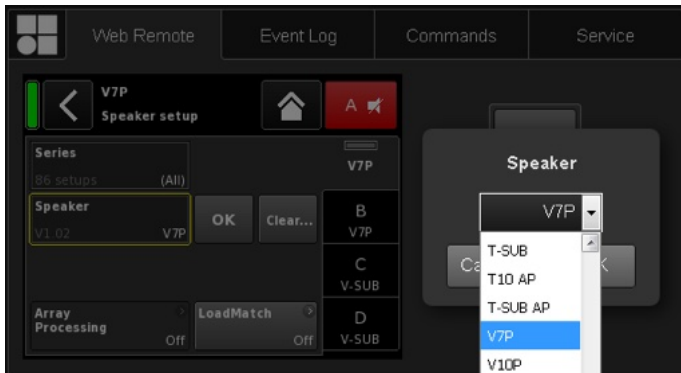 Web Remote
Event Log
Commands
Service
V7P
Speaker setup
A
Series
86 setups (All)
V7P
Speaker
V1.02 V7P
OK
Clear...
B
V7P
C
V-SUB
Array
Processing
Off
LoadMatch
Off
D
V-SUB
Speaker
V7P
T-SUB
T10 AP
T-SUB AP
V7P
V10P
Ca
K